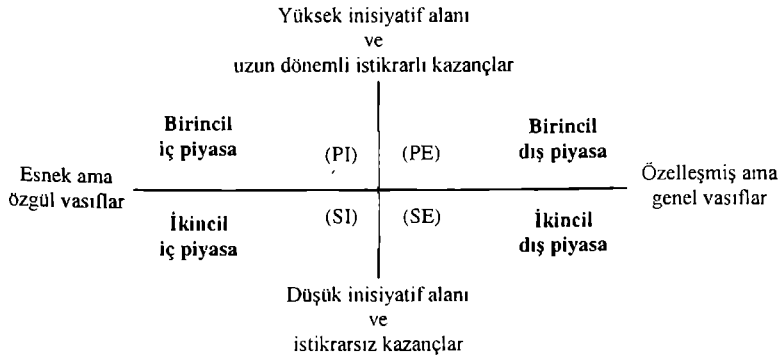 Yüksek inisiyatif alanı
ve
uzun dönemli istikrarlı kazançlar
Birincil
iç piyasa
(PI)
(PE)
Birincil
dış piyasa
Esnek ama
özgül vasıflar
Özelleşmiş ama
genel vasıflar
İkincil
iç piyasa
(SI)
(SE)
İkincil
dış piyasa
Düşük inisiyatif alanı
ve
istikrarsız kazançlar